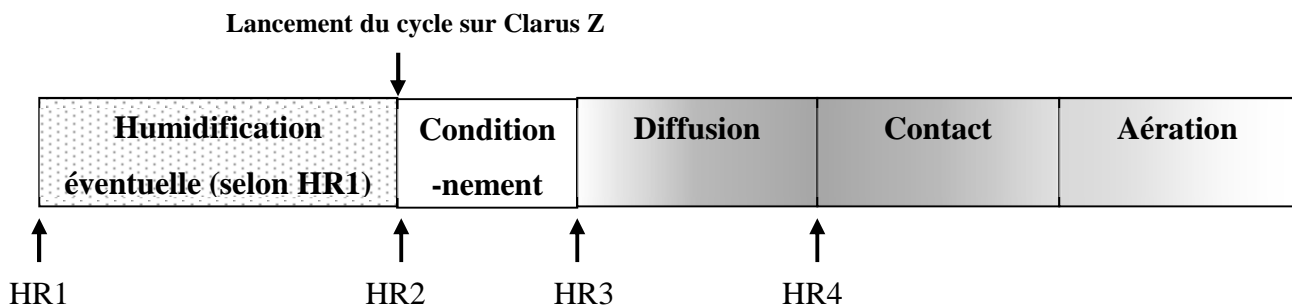 Lancement du cycle sur Clarus Z
Humidification
éventuelle (selon HR1)
Condition
-nement
Diffusion
Contact
Aération
HR1
HR2
HR3
HR4